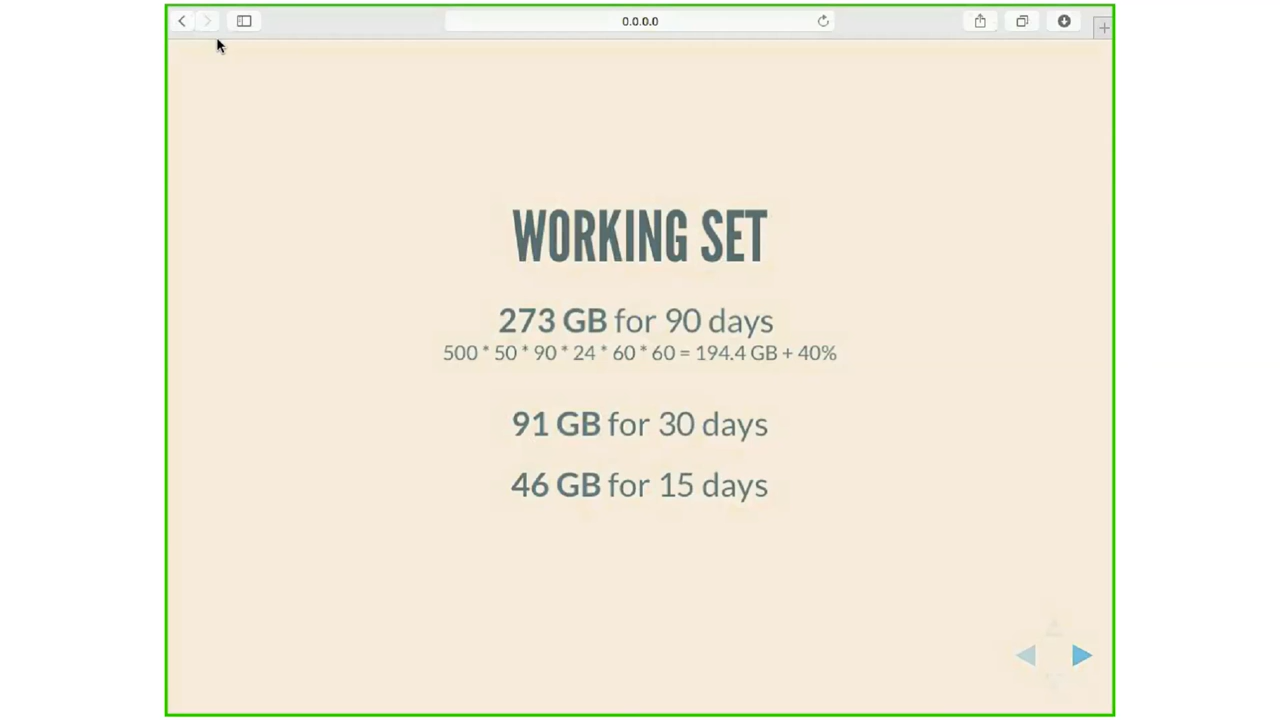 0.0.0.0
WORKING SET
273 GB for 90 days
500 * 50 * 90 * 24 * 60 * 60 = 194.4 GB + 40%
91 GB for 30 days
46 GB for 15 days